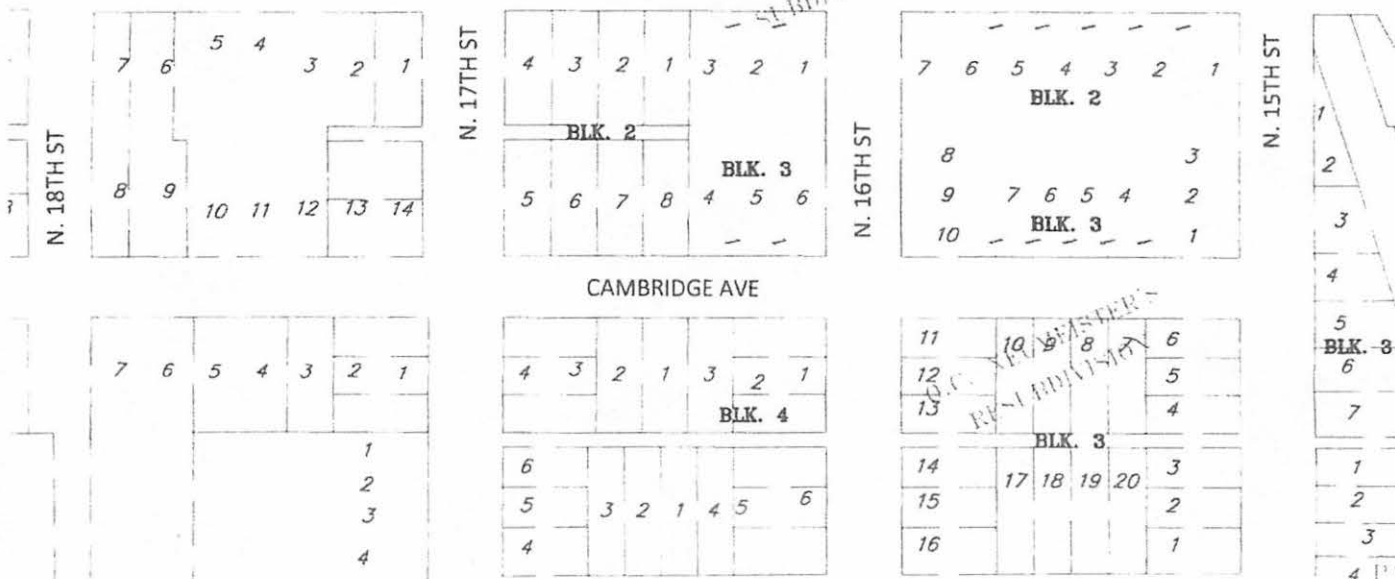 SUBDI
7 6 5 4 3 2 1
4 3 2 1 3 2 1
7 6 5 4 3 2 1
BLK. 2
N. 18TH ST
N. 17TH ST
N. 16TH ST
N. 15TH ST
BLK. 2
BLK. 3
8 9 10 11 12 13 14
5 6 7 8 4 5 6
8
9
10
7 6 5 4
BLK. 3
3
2
1
1
2
3
4
5
BLK. 3
6
7
1
2
3
4
CAMBRIDGE AVE
7 6 5 4 3 2 1
1
2
3
4
4 3 2 1 3 2 1
BLK. 4
6
5
4
3 2 1 4 5 6
O.C. NEUMEISTER'S
RESUBDIVISION
11
12
13
10 9 8 7
6
5
4
BLK. 3
14
15
16
17 18 19 20
3
2
1